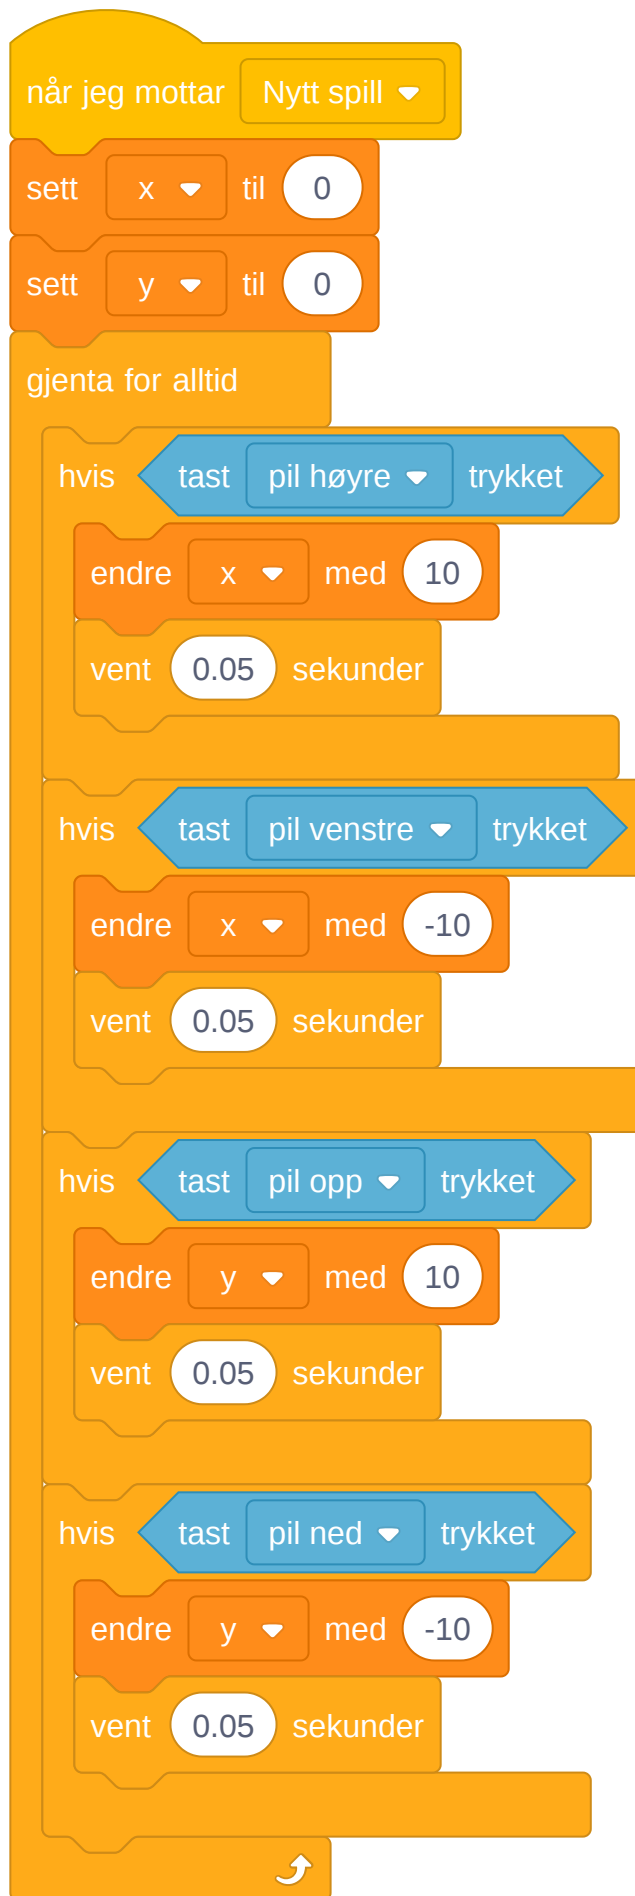 når jeg mottar Nytt spill
sett x til 0
sett y til 0
gjenta for alltid
hvis tast pil høyre trykket
endre x med 10
vent 0.05 sekunder
hvis tast pil venstre trykket
endre x med -10
vent 0.05 sekunder
hvis tast pil opp trykket
endre y med 10
vent 0.05 sekunder
hvis tast pil ned trykket
endre y med -10
vent 0.05 sekunder